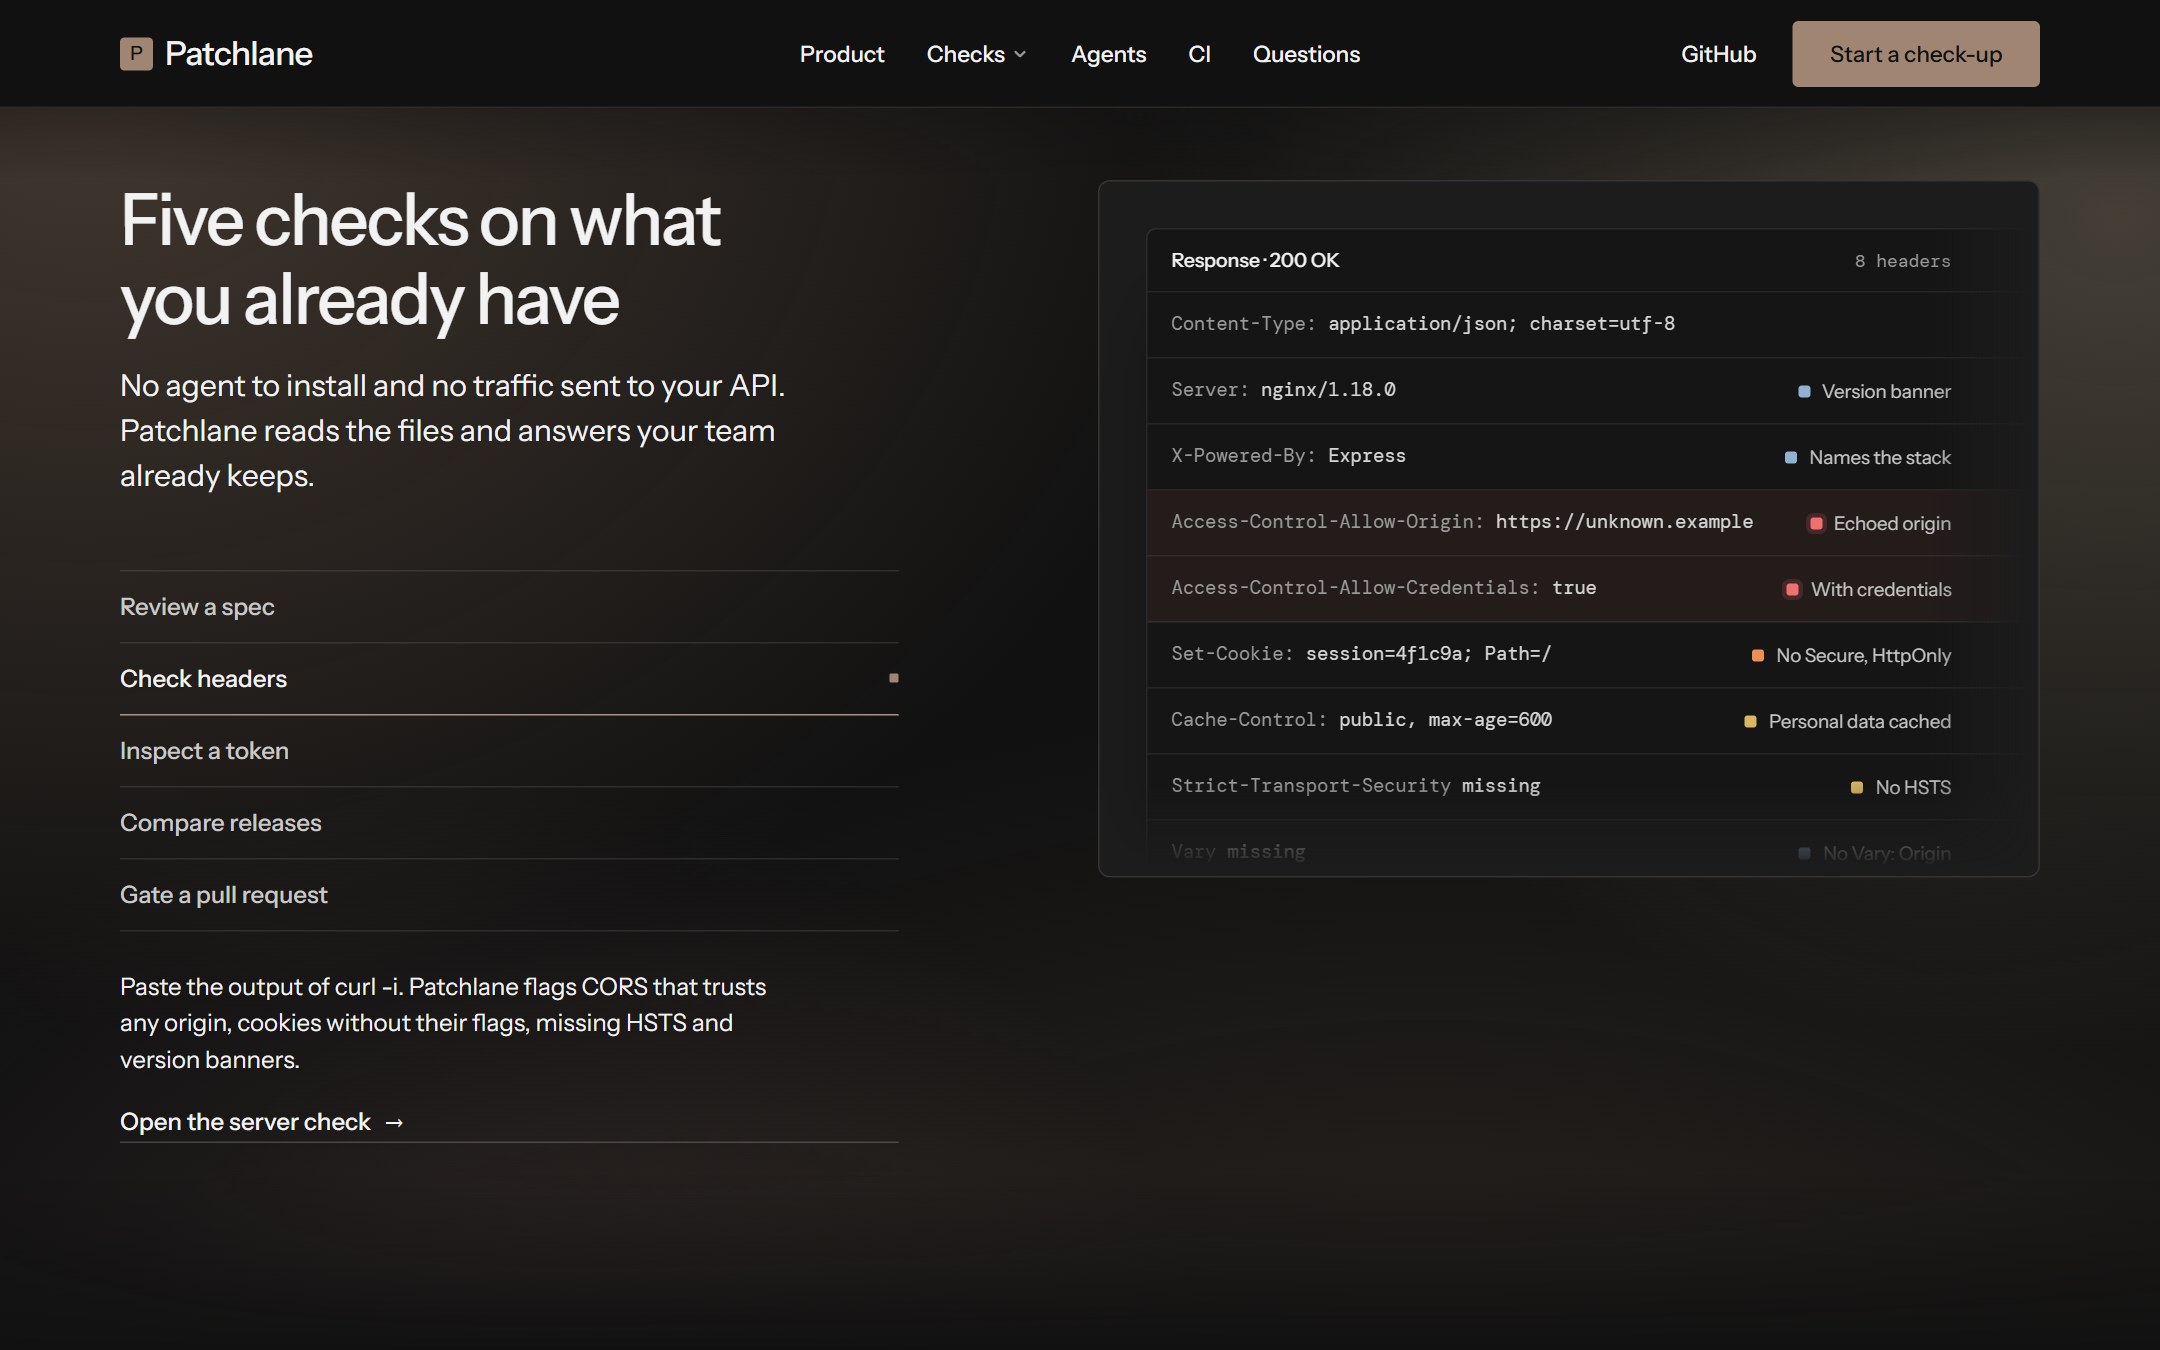 P Patchlane
Product Checks Agents CI Questions
GitHub Start a check-up
Five checks on what
you already have
No agent to install and no traffic sent to your API.
Patchlane reads the files and answers your team
already keeps.
Review a spec
Check headers
Inspect a token
Compare releases
Gate a pull request
Paste the output of curl -i. Patchlane flags CORS that trusts
any origin, cookies without their flags, missing HSTS and
version banners.
Open the server check →
Response · 200 OK 8 headers
Content-Type: application/json; charset=utf-8
Server: nginx/1.18.0 Version banner
X-Powered-By: Express Names the stack
Access-Control-Allow-Origin: https://unknown.example Echoed origin
Access-Control-Allow-Credentials: true With credentials
Set-Cookie: session=4f1c9a; Path=/ No Secure, HttpOnly
Cache-Control: public, max-age=600 Personal data cached
Strict-Transport-Security missing No HSTS
Vary missing No Vary: Origin